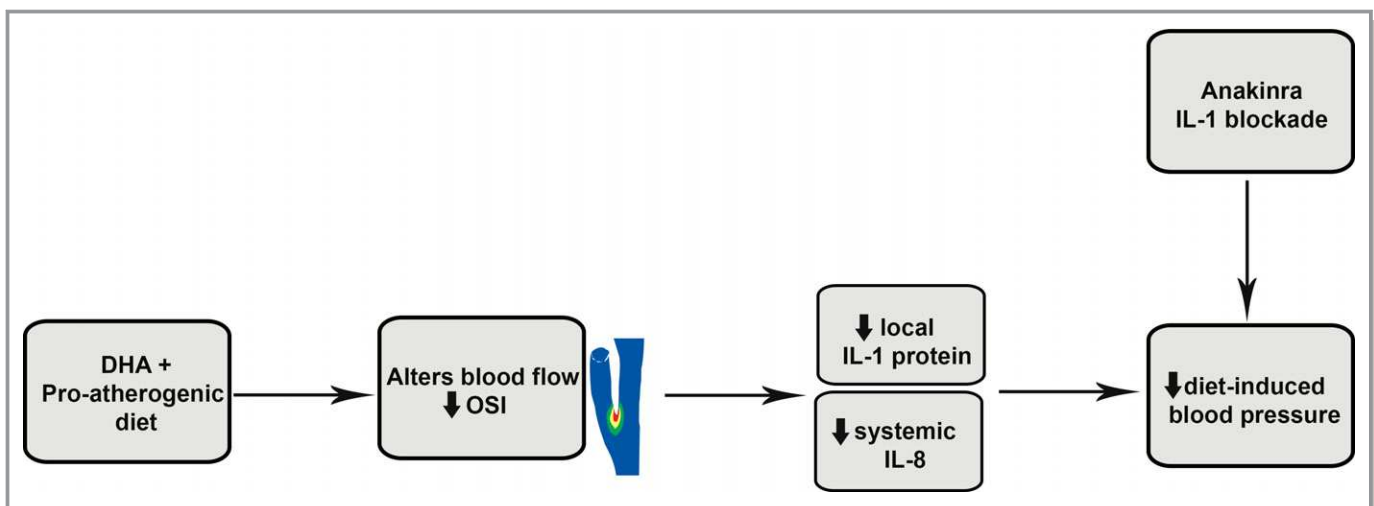 Anakinra
IL-1 blockade
DHA +
Pro-atherogenic
diet
Alters blood flow
⬇ OSI
⬇ local
IL-1 protein
⬇ systemic
IL-8
⬇ diet-induced
blood pressure